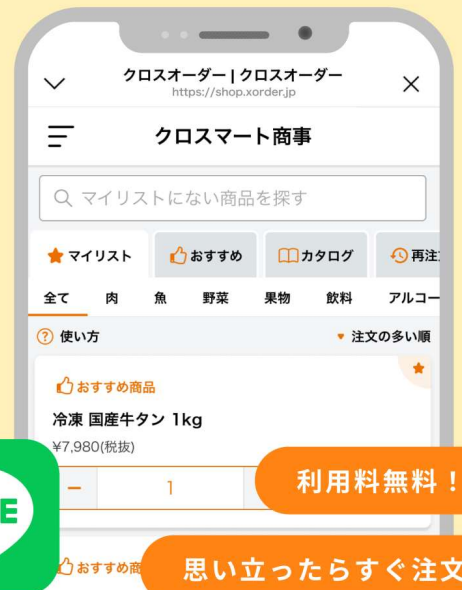 クロスオーダー | クロスオーダー
https://shop.xorder.jp
クロスマート商事
マイリストにない商品を探す
マイリスト おすすめ カタログ 再注
全て 肉 魚 野菜 果物 飲料 アルコー
? 使い方 ▼ 注文の多い順
おすすめ商品
冷凍 国産牛タン 1kg
¥7,980(税抜)
− 1
利用料無料!
E
おすすめ商
思い立ったらすぐ注文